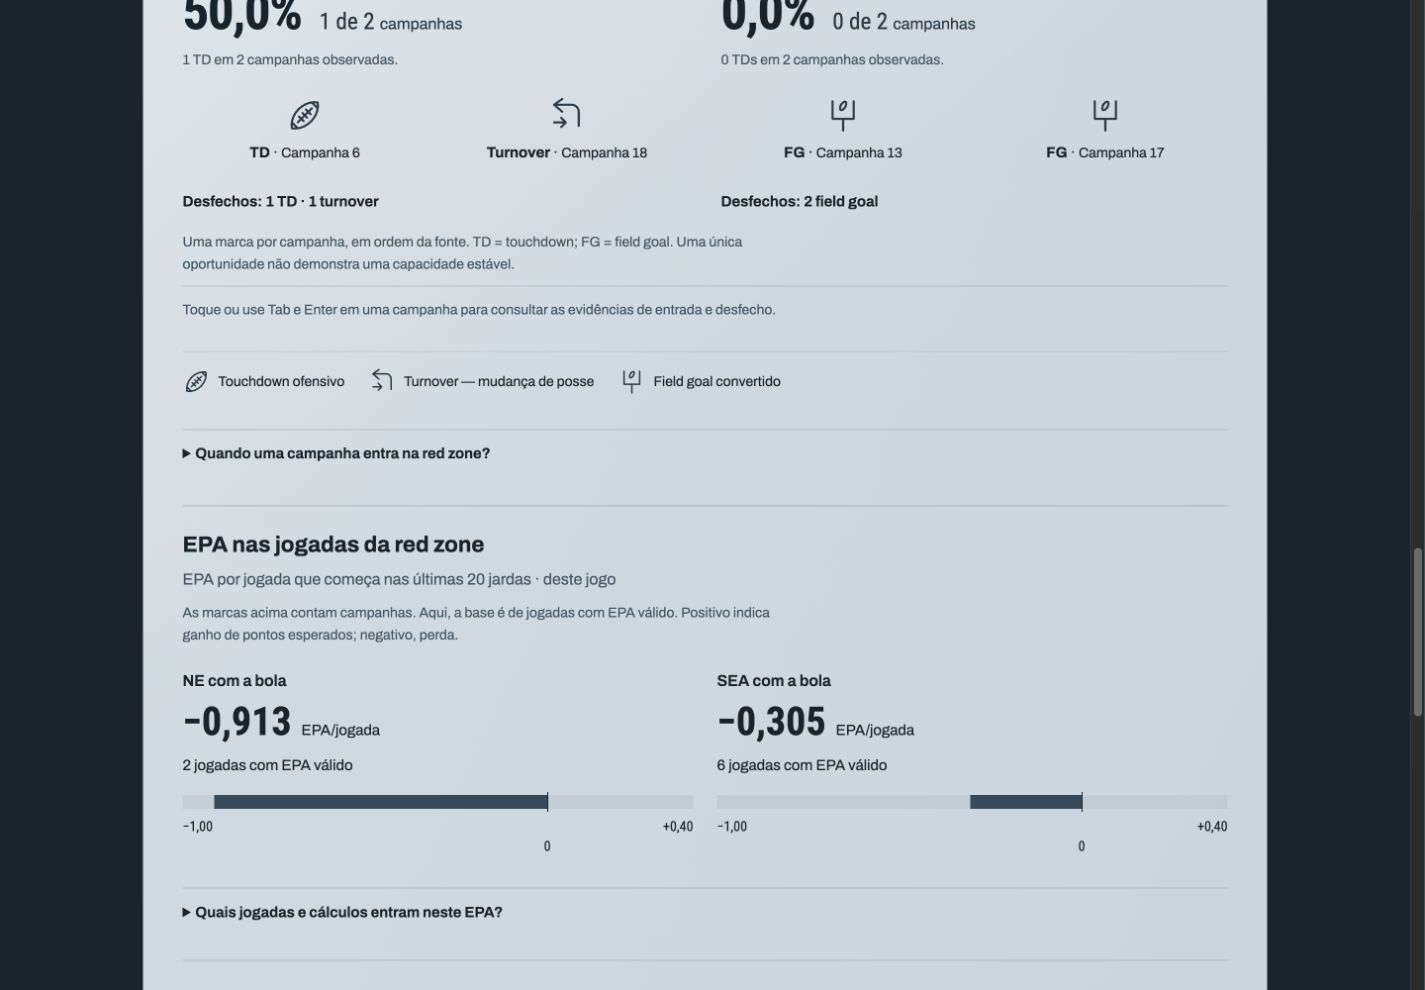 50,0% 1 de 2 campanhas
0,0% 0 de 2 campanhas
1 TD em 2 campanhas observadas.
0 TDs em 2 campanhas observadas.
TD · Campanha 6
Turnover · Campanha 18
FG · Campanha 13
FG · Campanha 17
Desfechos: 1 TD · 1 turnover
Desfechos: 2 field goal
Uma marca por campanha, em ordem da fonte. TD = touchdown; FG = field goal. Uma única
oportunidade não demonstra uma capacidade estável.
Toque ou use Tab e Enter em uma campanha para consultar as evidências de entrada e desfecho.
Touchdown ofensivo
Turnover — mudança de posse
Field goal convertido
Quando uma campanha entra na red zone?
EPA nas jogadas da red zone
EPA por jogada que começa nas últimas 20 jardas · deste jogo
As marcas acima contam campanhas. Aqui, a base é de jogadas com EPA válido. Positivo indica
ganho de pontos esperados; negativo, perda.
NE com a bola
−0,913 EPA/jogada
2 jogadas com EPA válido
−1,00
+0,40
0
SEA com a bola
−0,305 EPA/jogada
6 jogadas com EPA válido
−1,00
+0,40
0
Quais jogadas e cálculos entram neste EPA?